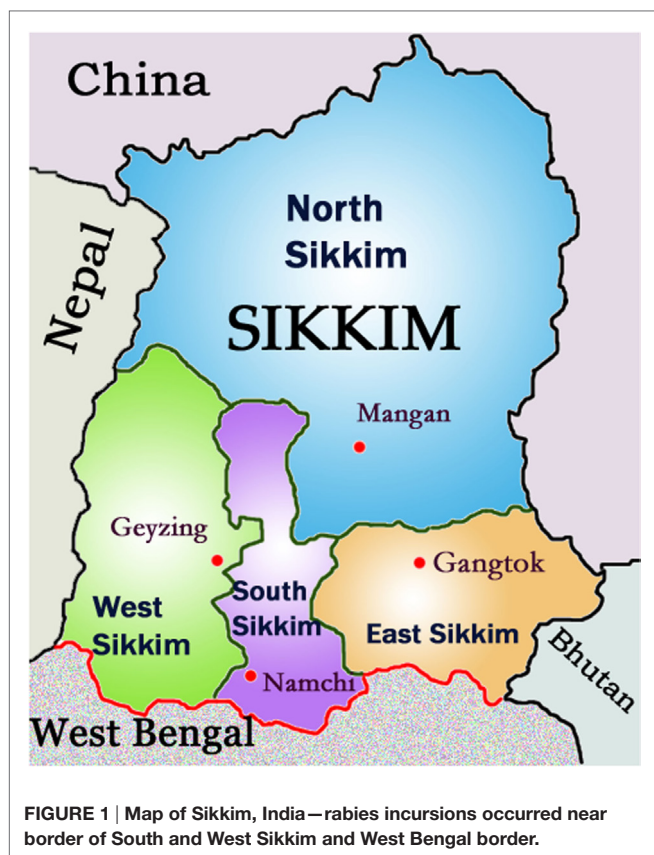 China
Nepal
North
Sikkim
SIKKIM
Mangan
Geyzing
Gangtok
West
Sikkim
South
Sikkim
East Sikkim
Bhutan
Namchi
West Bengal
FIGURE 1 | Map of Sikkim, India—rabies incursions occurred near
border of South and West Sikkim and West Bengal border.